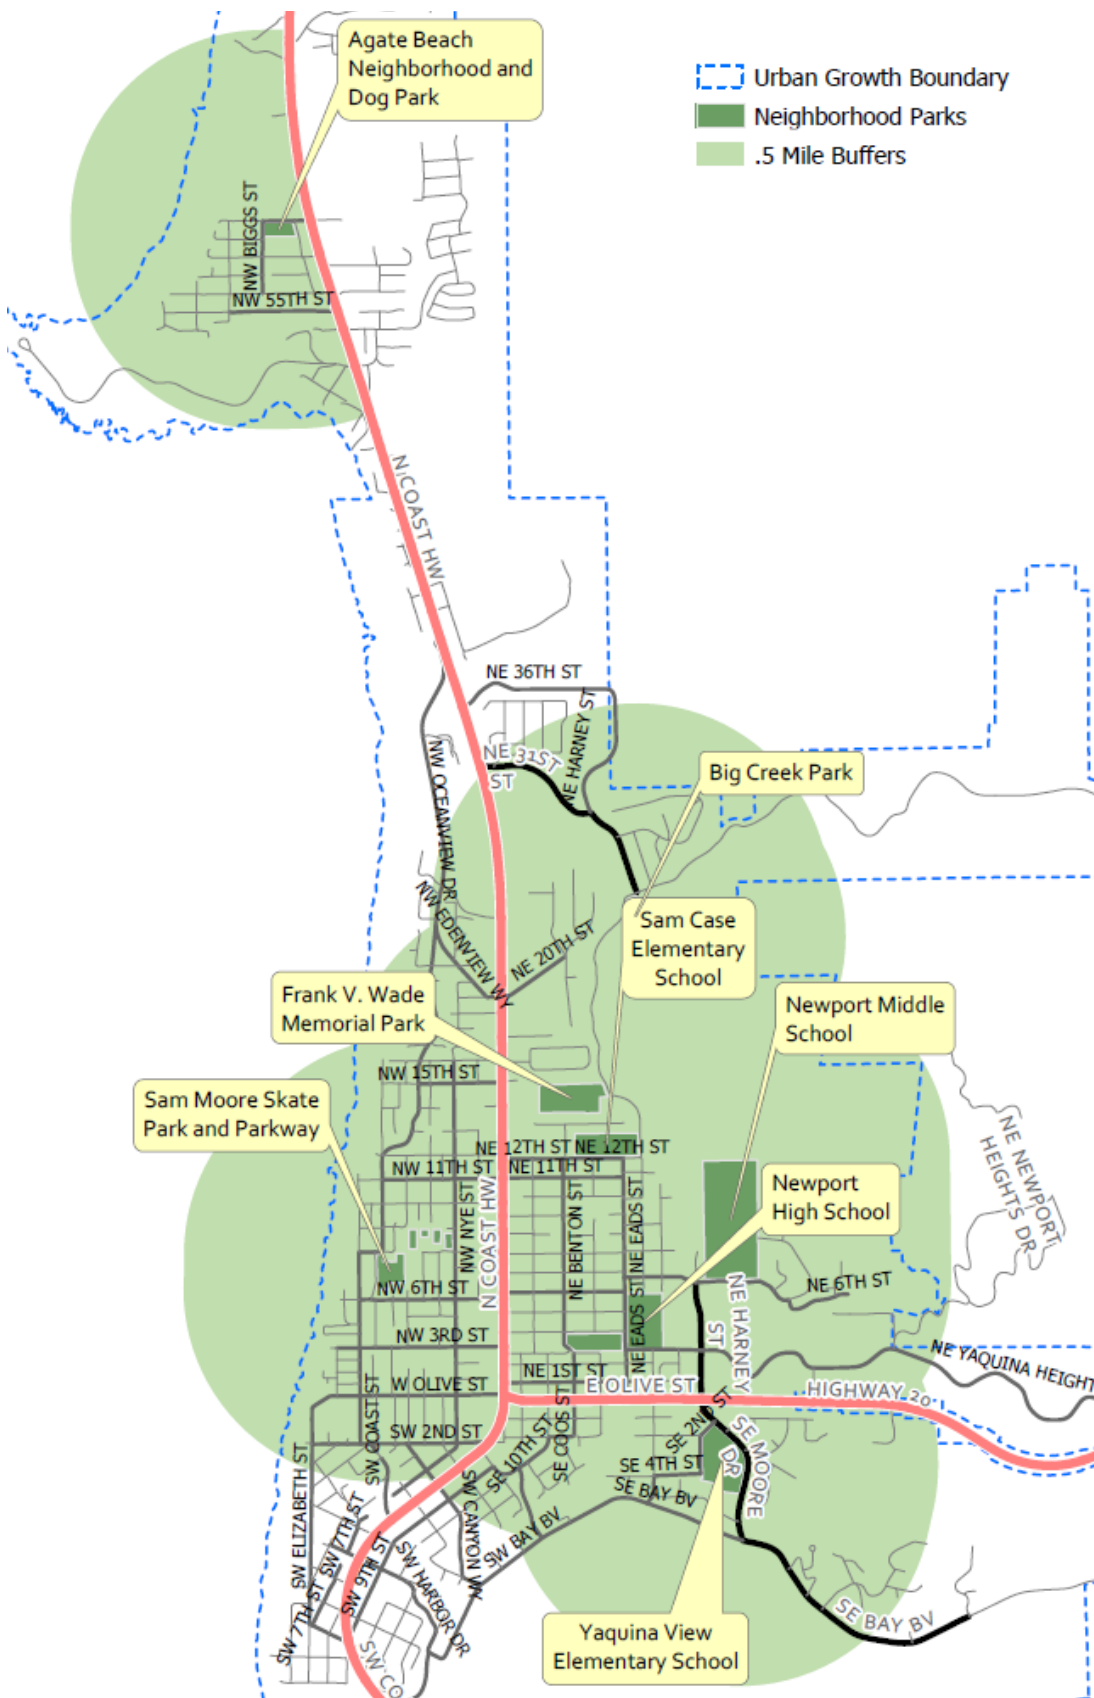 Agate Beach
Neighborhood and
Dog Park
Urban Growth Boundary
Neighborhood Parks
.5 Mile Buffers
NW BIGGS ST
NW 55TH ST
N COAST HW
NE 36TH ST
NE HARNEY ST
NE 31ST
ST
NW OCEANVIEW DR
Big Creek Park
NW EDENVIEW WY
NE 20TH ST
Sam Case
Elementary
School
Frank V. Wade
Memorial Park
Newport Middle
School
NW 15TH ST
Sam Moore Skate
Park and Parkway
NE 12TH ST
NE 12TH ST
NW 11TH ST
NE 11TH ST
NE NEWPORT
HEIGHTS DR
Newport
High School
NW NYE ST
N COAST HW
NE BENTON ST
NE EADS ST
NW 6TH ST
NE 6TH ST
NE EADS ST
NE HARNEY
ST
NW 3RD ST
NE 1ST ST
NE YAQUINA HEIGHT
W OLIVE ST
E OLIVE ST
HIGHWAY 20
SW COAST ST
SW 2ND ST
SE COOS ST
SE 10TH ST
SE 2ND ST
SE MOORE
DR
SE 4TH ST
SE BAY BV
SW ELIZABETH ST
SW 7TH ST
SW CANYON WY
SW BAY BV
SW 9TH ST
SW HARBOR DR
SW 7TH ST
SE BAY BV
SW CO
Yaquina View
Elementary School